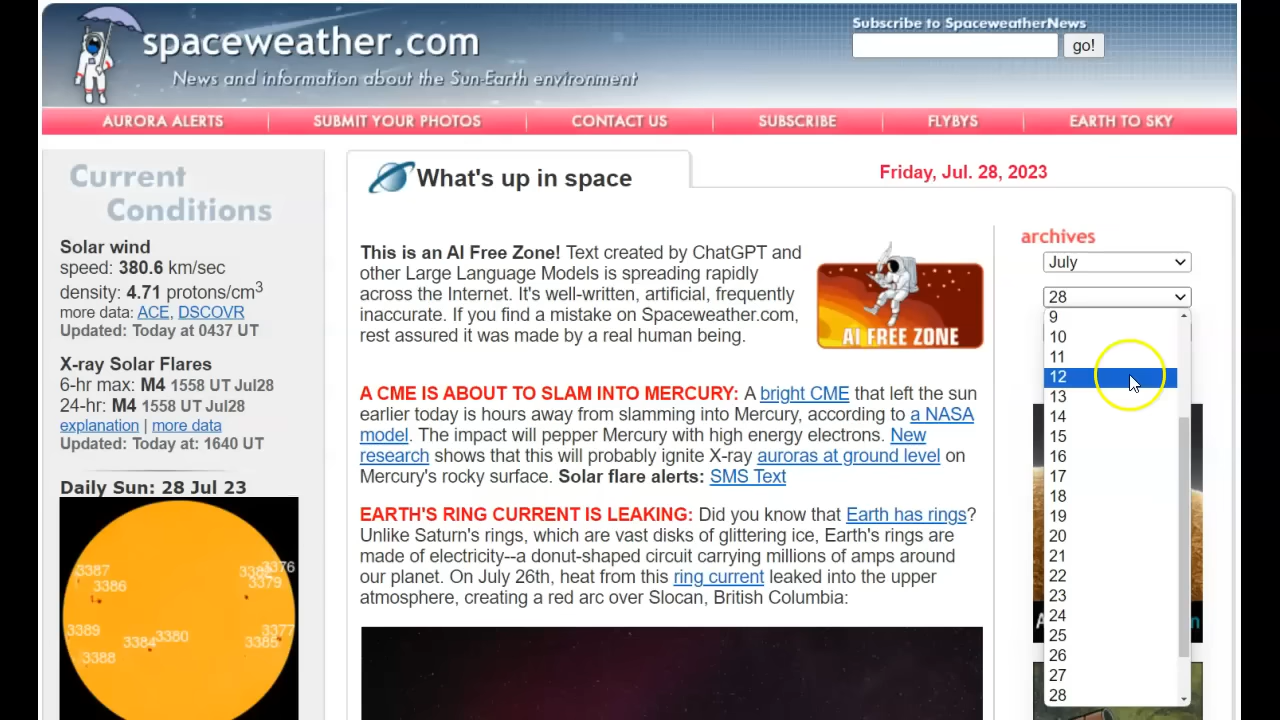 spaceweather.com
News and information about the Sun-Earth environment
Subscribe to SpaceweatherNews
go!
AURORA ALERTS
SUBMIT YOUR PHOTOS
CONTACT US
SUBSCRIBE
FLYBYS
EARTH TO SKY
Current
Conditions
Solar wind
speed: 380.6 km/sec
density: 4.71 protons/cm3
more data: ACE, DSCOVR
Updated: Today at 0437 UT
X-ray Solar Flares
6-hr max: M4 1558 UT Jul28
24-hr: M4 1558 UT Jul28
explanation | more data
Updated: Today at: 1640 UT
Daily Sun: 28 Jul 23
3387
3386
3376
3379
3389
3384
3380
3377
3385
3388
What's up in space
Friday, Jul. 28, 2023
This is an AI Free Zone! Text created by ChatGPT and
other Large Language Models is spreading rapidly
across the Internet. It's well-written, artificial, frequently
inaccurate. If you find a mistake on Spaceweather.com,
rest assured it was made by a real human being.
AI FREE ZONE
A CME IS ABOUT TO SLAM INTO MERCURY: A bright CME that left the sun
earlier today is hours away from slamming into Mercury, according to a NASA
model. The impact will pepper Mercury with high energy electrons. New
research shows that this will probably ignite X-ray auroras at ground level on
Mercury's rocky surface. Solar flare alerts: SMS Text
EARTH'S RING CURRENT IS LEAKING: Did you know that Earth has rings?
Unlike Saturn's rings, which are vast disks of glittering ice, Earth's rings are
made of electricity--a donut-shaped circuit carrying millions of amps around
our planet. On July 26th, heat from this ring current leaked into the upper
atmosphere, creating a red arc over Slocan, British Columbia:
archives
July
28
9
10
11
12
13
14
15
16
17
18
19
20
21
22
23
24
25
26
27
28